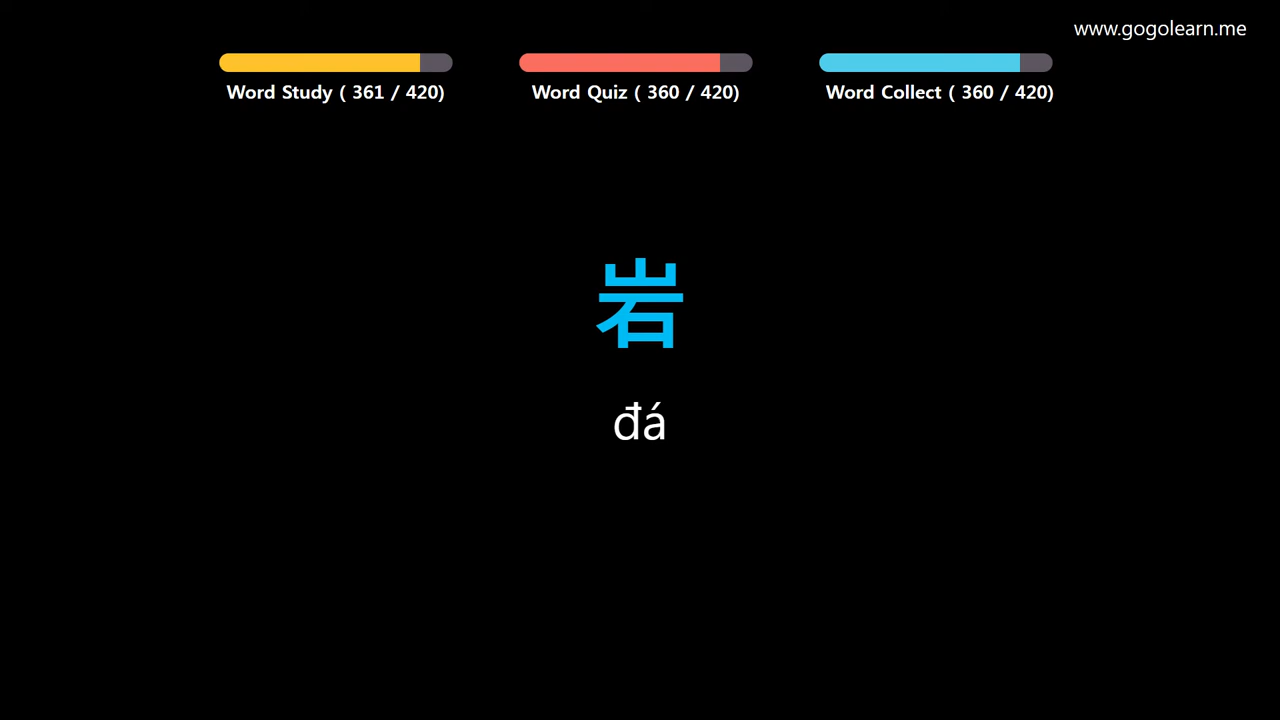 www.gogolearn.me
Word Study ( 361 / 420)
Word Quiz ( 360 / 420)
Word Collect ( 360 / 420)
岩
đá